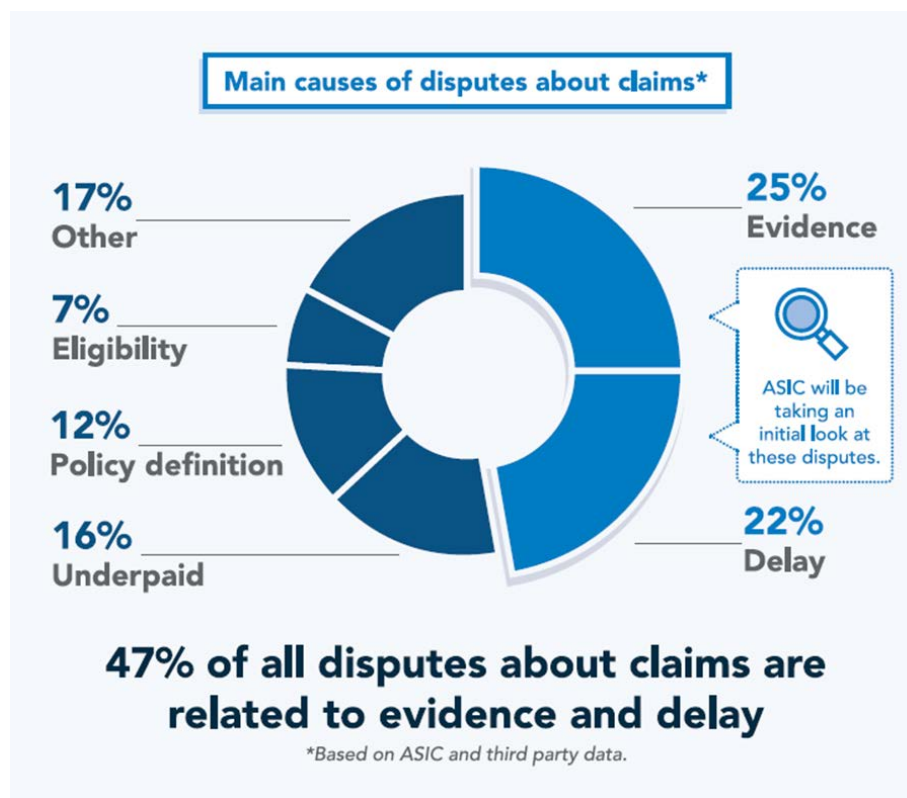 Main causes of disputes about claims*
17%
Other
7%
Eligibility
12%
Policy definition
16%
Underpaid
25%
Evidence
ASIC will be
taking an
initial look at
these disputes.
22%
Delay
47% of all disputes about claims are
related to evidence and delay
*Based on ASIC and third party data.